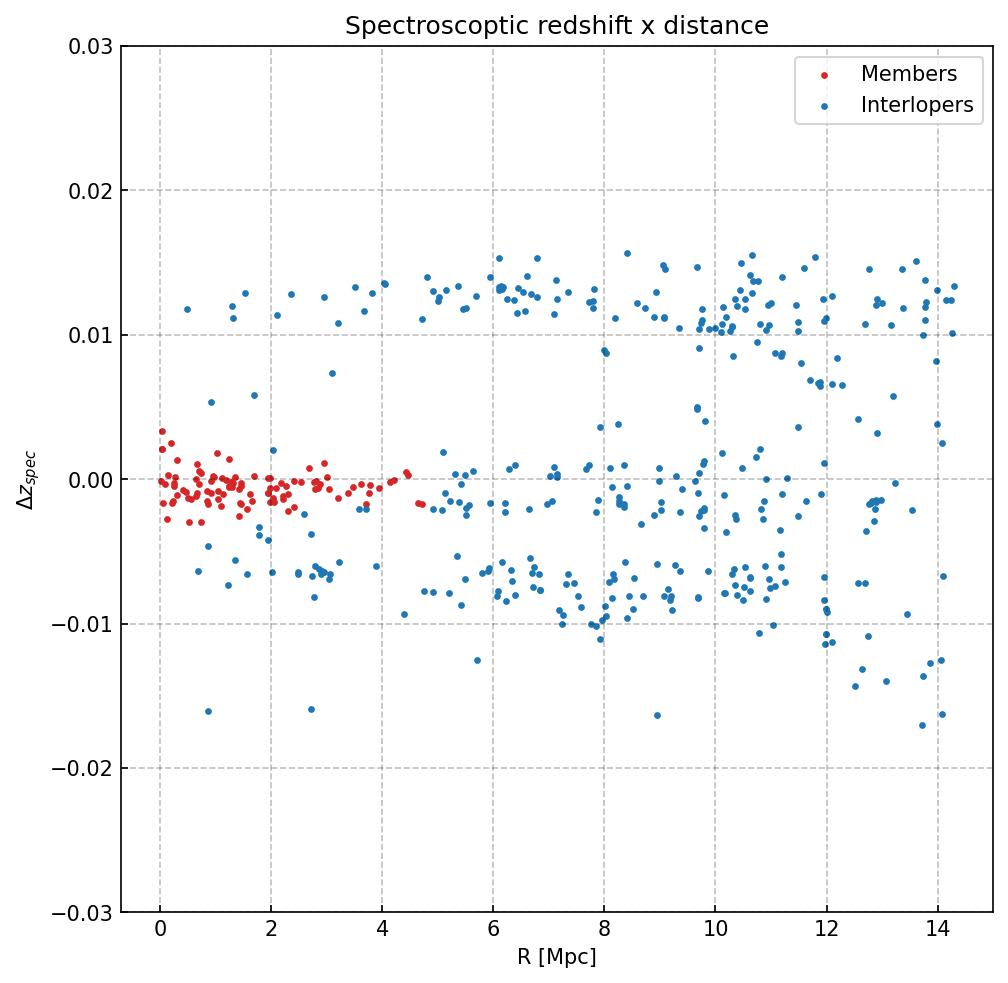 Spectroscoptic redshift x distance
Members
Interlopers
0.03
0.02
0.01
0.00
−0.01
−0.02
−0.03
Δz_spec
0 2 4 6 8 10 12 14
R [Mpc]